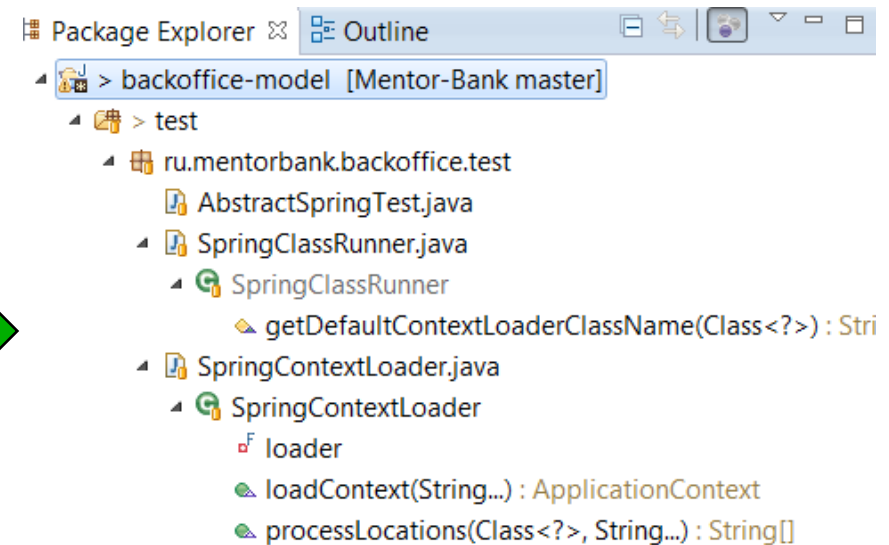 Package Explorer Outline
> backoffice-model [Mentor-Bank master]
> test
ru.mentorbank.backoffice.test
AbstractSpringTest.java
SpringClassRunner.java
SpringClassRunner
getDefaultContextLoaderClassName(Class<?>) : Stri
SpringContextLoader.java
SpringContextLoader
F loader
loadContext(String...) : ApplicationContext
processLocations(Class<?>, String...) : String[]